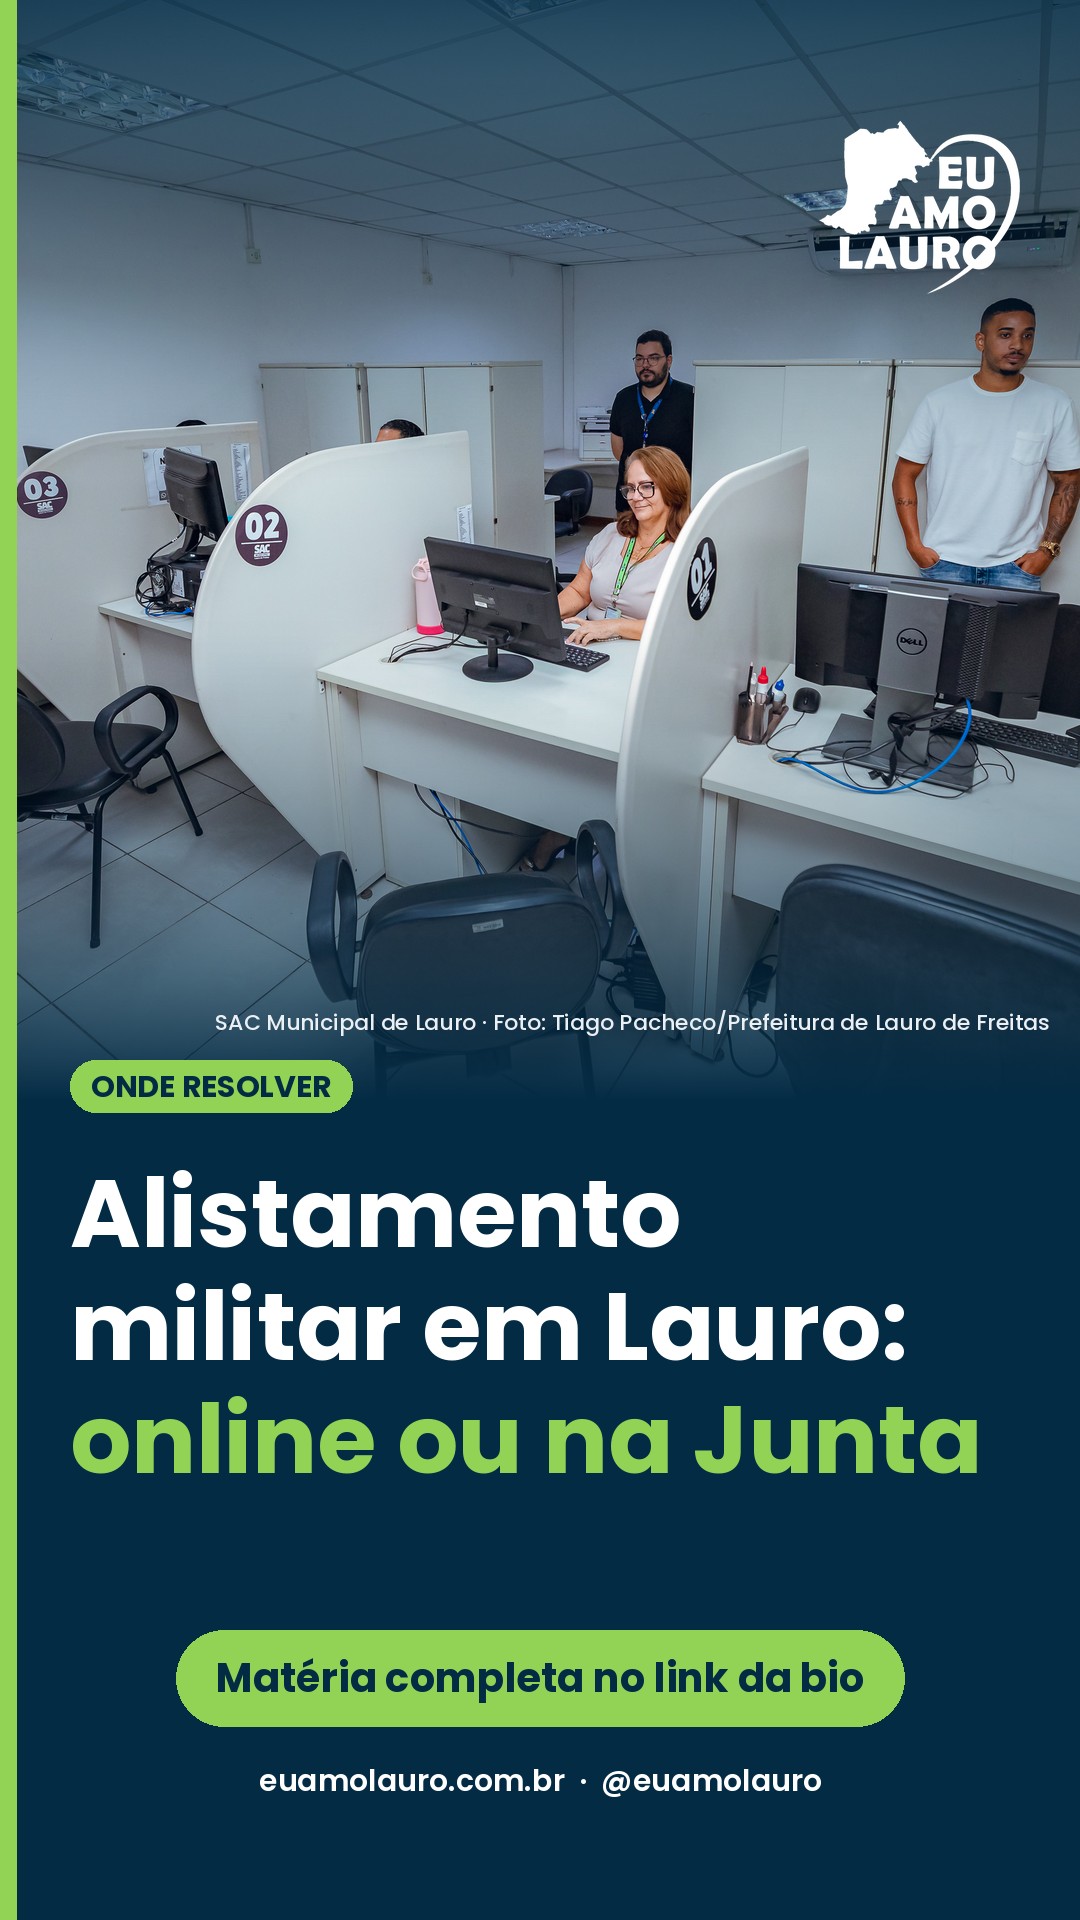 EU
AMO
LAURO
03
SAC
02
SAC
01
SAC
DELL
SAC Municipal de Lauro · Foto: Tiago Pacheco/Prefeitura de Lauro de Freitas
ONDE RESOLVER
Alistamento
militar em Lauro:
online ou na Junta
Matéria completa no link da bio
euamolauro.com.br · @euamolauro